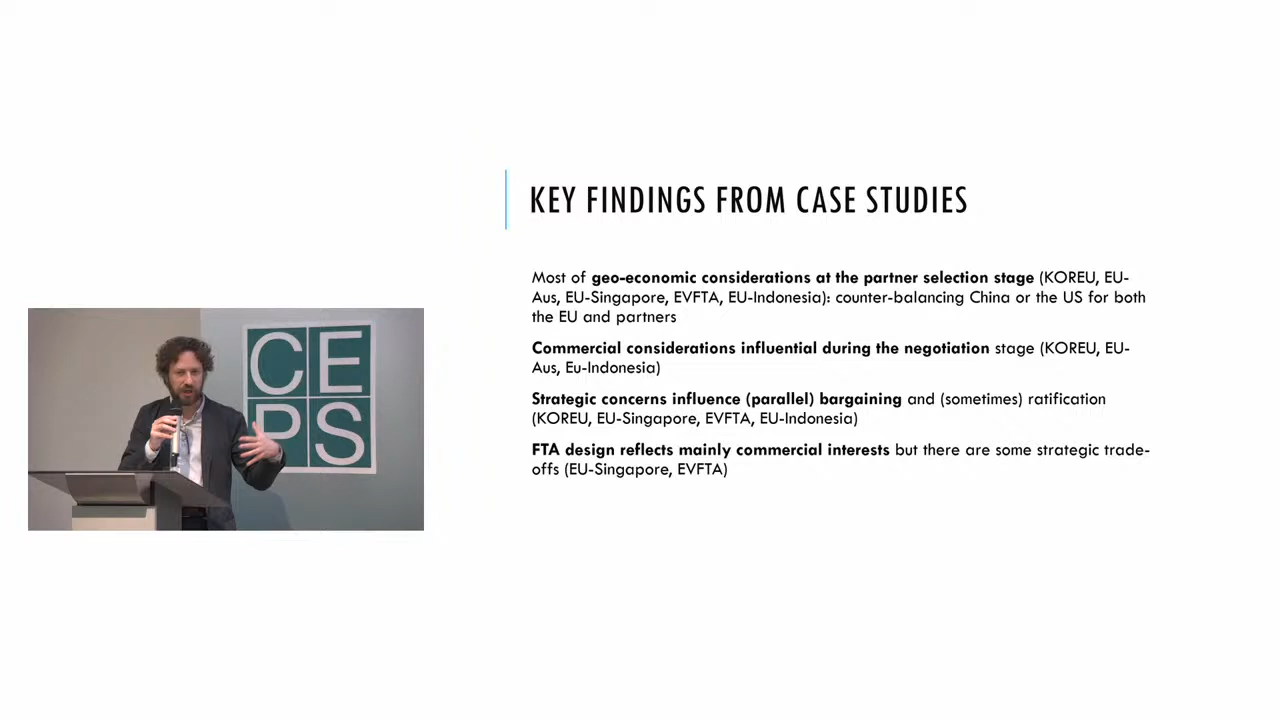 KEY FINDINGS FROM CASE STUDIES
Most of geo-economic considerations at the partner selection stage (KOREU, EU-
Aus, EU-Singapore, EVFTA, EU-Indonesia): counter-balancing China or the US for both
the EU and partners
Commercial considerations influential during the negotiation stage (KOREU, EU-
Aus, Eu-Indonesia)
Strategic concerns influence (parallel) bargaining and (sometimes) ratification
(KOREU, EU-Singapore, EVFTA, EU-Indonesia)
FTA design reflects mainly commercial interests but there are some strategic trade-
offs (EU-Singapore, EVFTA)
CE
PS